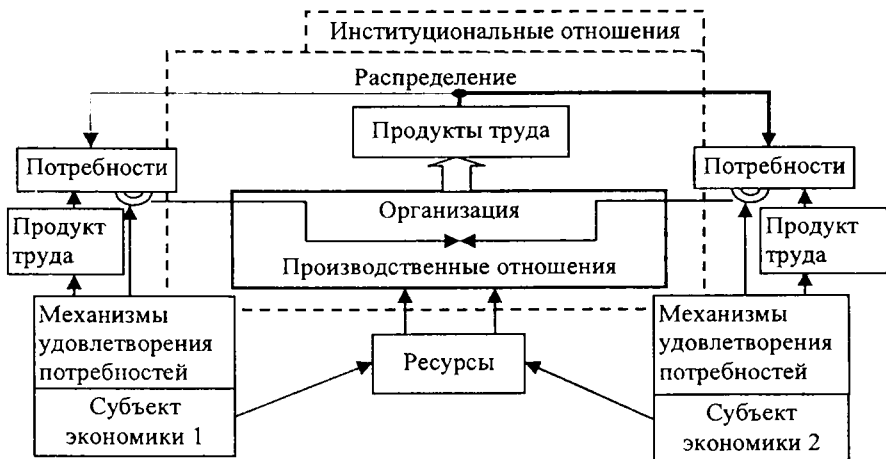 Институциональные отношения
Распределение
Продукты труда
Потребности
Потребности
Организация
Продукт
труда
Продукт
труда
Производственные отношения
Механизмы
удовлетворения
потребностей
Механизмы
удовлетворения
потребностей
Ресурсы
Субъект
экономики 1
Субъект
экономики 2